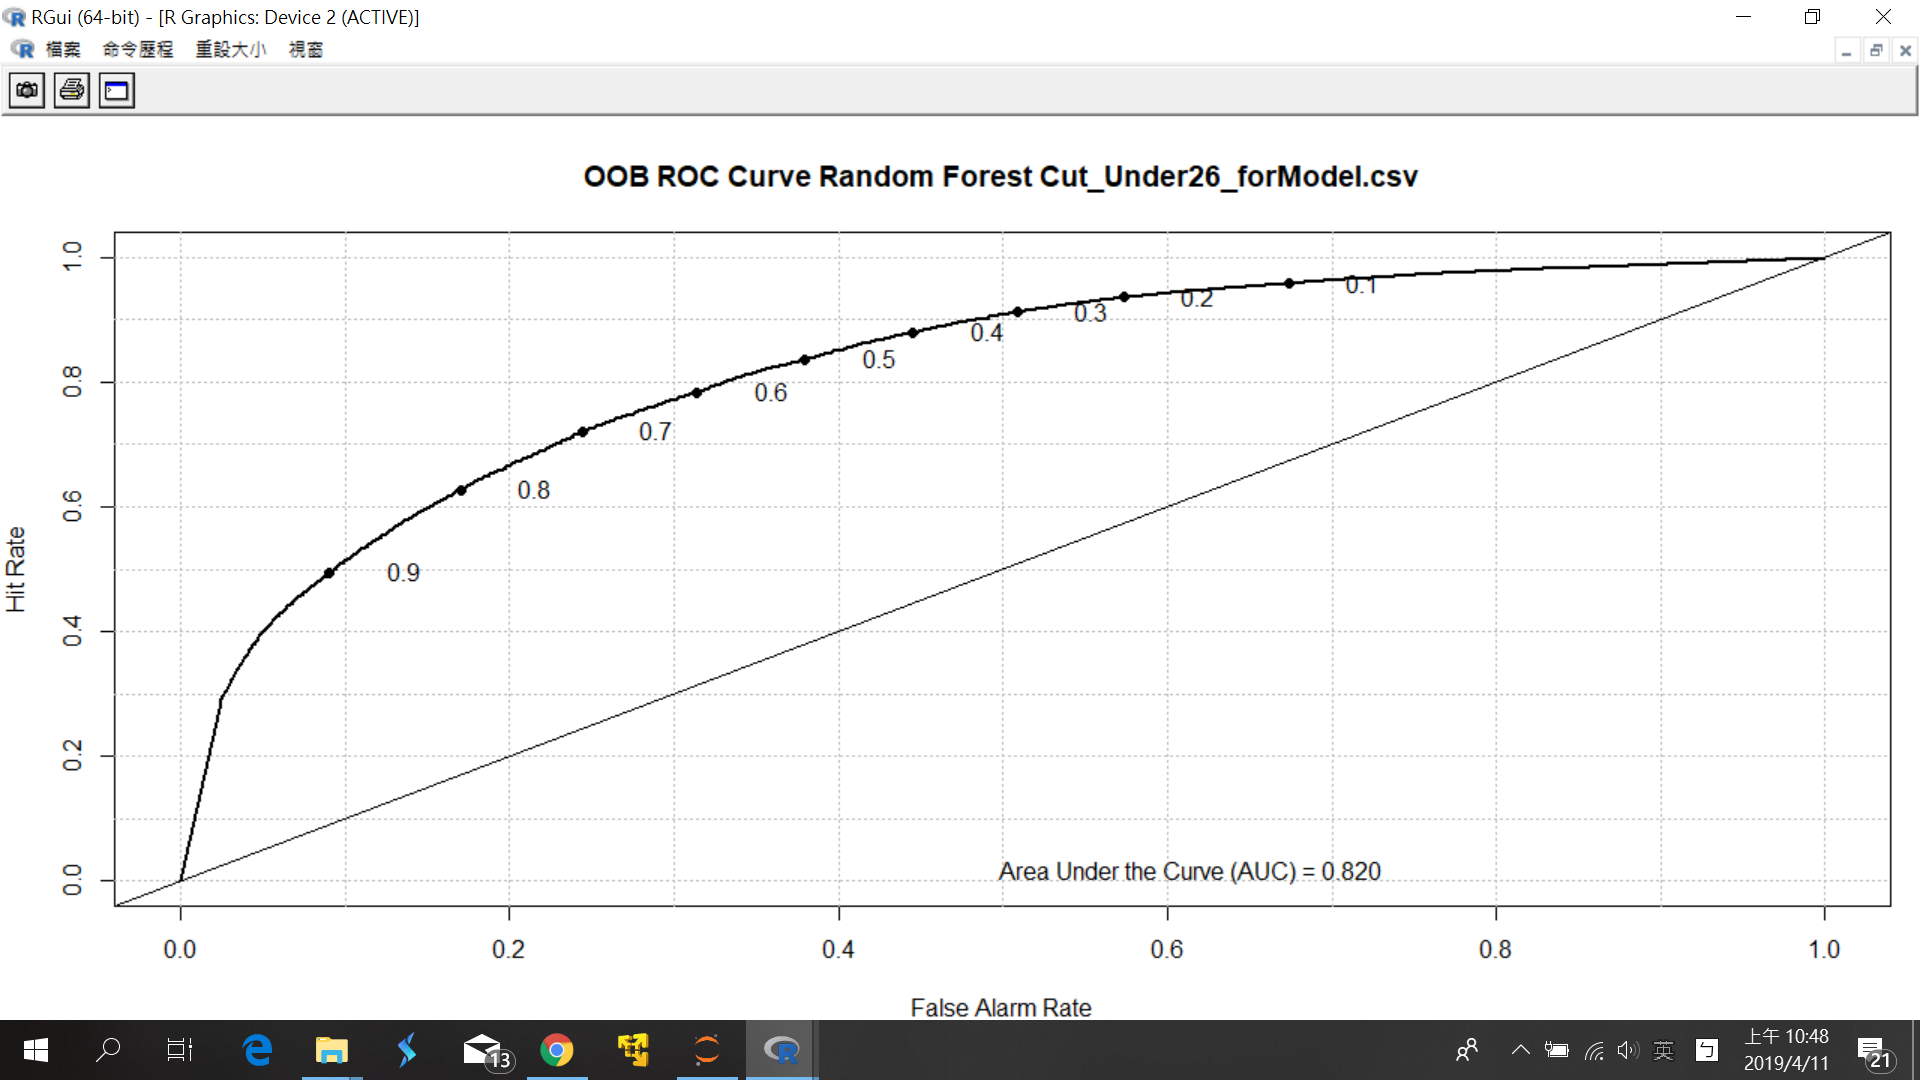 RGui (64-bit) - [R Graphics: Device 2 (ACTIVE)]
檔案 命令歷程 重設大小 視窗
OOB ROC Curve Random Forest Cut_Under26_forModel.csv
1.0
0.8
0.6
0.4
0.2
0.0
Hit Rate
0.1
0.2
0.3
0.4
0.5
0.6
0.7
0.8
0.9
Area Under the Curve (AUC) = 0.820
0.0 0.2 0.4 0.6 0.8 1.0
False Alarm Rate
13
英
上午 10:48
2019/4/11
21